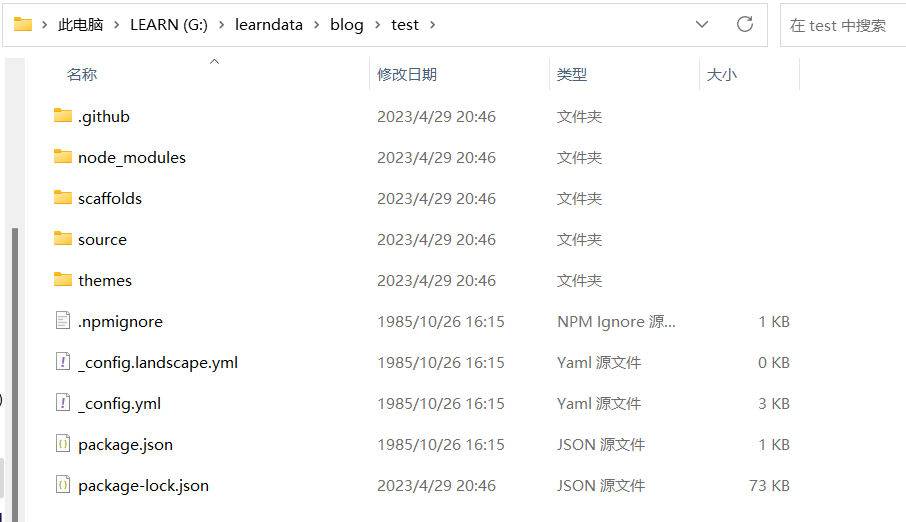 此电脑 > LEARN (G:) > learndata > blog > test >
在 test 中搜索
名称 修改日期 类型 大小
.github 2023/4/29 20:46 文件夹
node_modules 2023/4/29 20:46 文件夹
scaffolds 2023/4/29 20:46 文件夹
source 2023/4/29 20:46 文件夹
themes 2023/4/29 20:46 文件夹
.npmignore 1985/10/26 16:15 NPM Ignore 源... 1 KB
_config.landscape.yml 1985/10/26 16:15 Yaml 源文件 0 KB
_config.yml 1985/10/26 16:15 Yaml 源文件 3 KB
package.json 1985/10/26 16:15 JSON 源文件 1 KB
package-lock.json 2023/4/29 20:46 JSON 源文件 73 KB